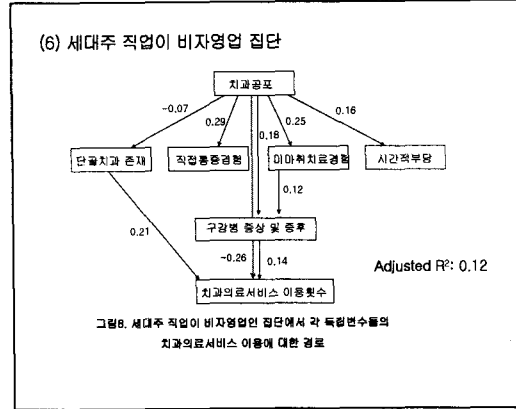 (6) 세대주 직업이 비자영업 집단
치과공포
-0.07
0.29
0.18
0.25
0.16
단골치과 존재
직접통증경험
미마취치료경험
시간적부담
0.12
구강병 증상 및 증후
0.21
-0.26
0.14
Adjusted R²: 0.12
치과의료서비스 이용횟수
그림8. 세대주 직업이 비자영업인 집단에서 각 독립변수들의
치과의료서비스 이용에 대한 경로